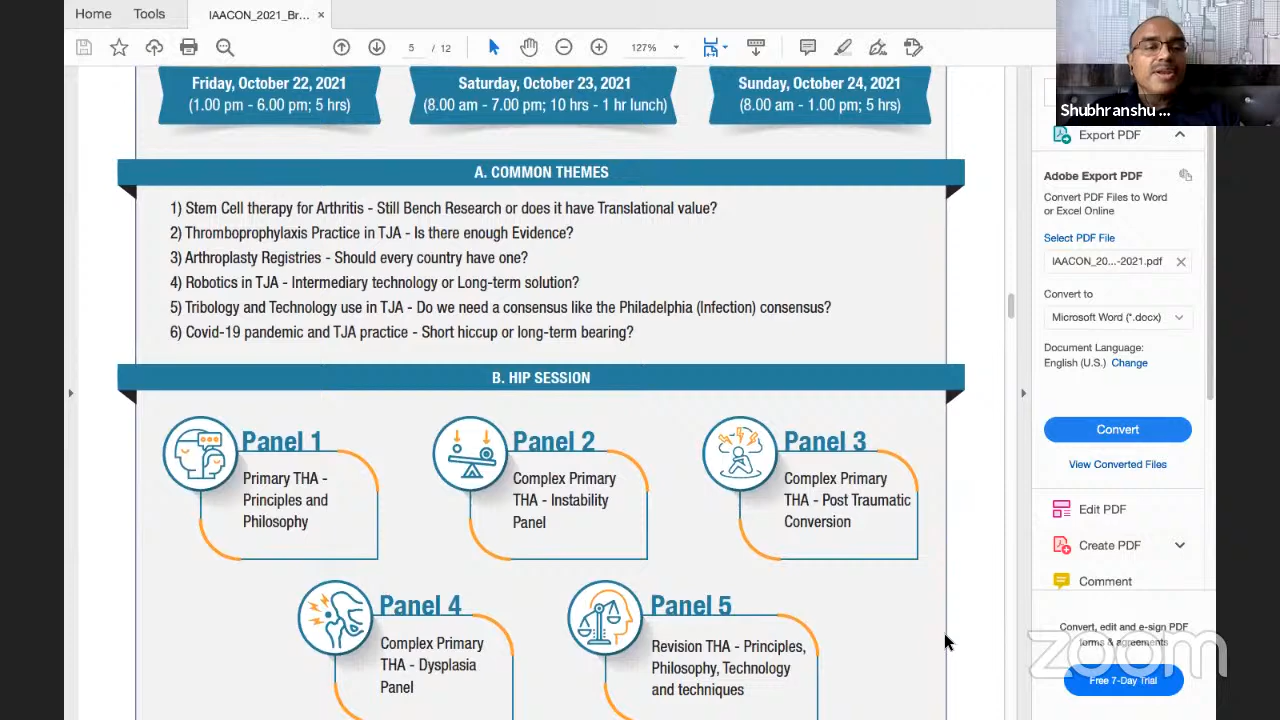 Home Tools IAACON_2021_Br... ×
5 / 12 127%
Shubhranshu ...
Friday, October 22, 2021
(1.00 pm - 6.00 pm; 5 hrs)
Saturday, October 23, 2021
(8.00 am - 7.00 pm; 10 hrs - 1 hr lunch)
Sunday, October 24, 2021
(8.00 am - 1.00 pm; 5 hrs)
A. COMMON THEMES
1) Stem Cell therapy for Arthritis - Still Bench Research or does it have Translational value?
2) Thromboprophylaxis Practice in TJA - Is there enough Evidence?
3) Arthroplasty Registries - Should every country have one?
4) Robotics in TJA - Intermediary technology or Long-term solution?
5) Tribology and Technology use in TJA - Do we need a consensus like the Philadelphia (Infection) consensus?
6) Covid-19 pandemic and TJA practice - Short hiccup or long-term bearing?
B. HIP SESSION
Panel 1
Primary THA -
Principles and
Philosophy
Panel 2
Complex Primary
THA - Instability
Panel
Panel 3
Complex Primary
THA - Post Traumatic
Conversion
Panel 4
Complex Primary
THA - Dysplasia
Panel
Panel 5
Revision THA - Principles,
Philosophy, Technology
and techniques
Export PDF
Adobe Export PDF
Convert PDF Files to Word
or Excel Online
Select PDF File
IAACON_20...-2021.pdf
Convert to
Microsoft Word (*.docx)
Document Language:
English (U.S.) Change
Convert
View Converted Files
Edit PDF
Create PDF
Comment
Convert, edit and e-sign PDF
forms & agreements
Free 7-Day Trial
zoom